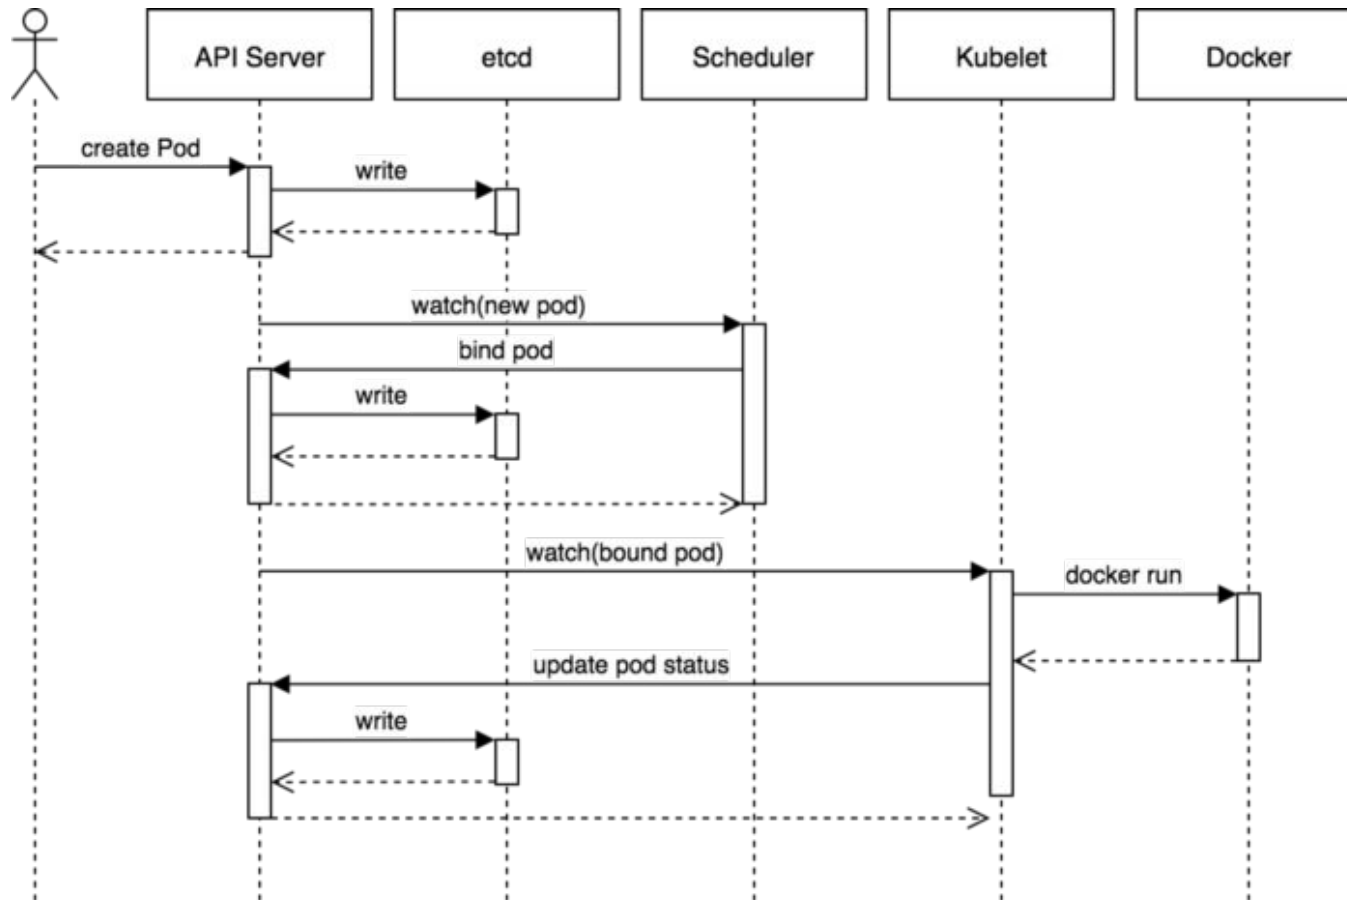 API Server
etcd
Scheduler
Kubelet
Docker
create Pod
write
watch(new pod)
bind pod
write
watch(bound pod)
docker run
update pod status
write